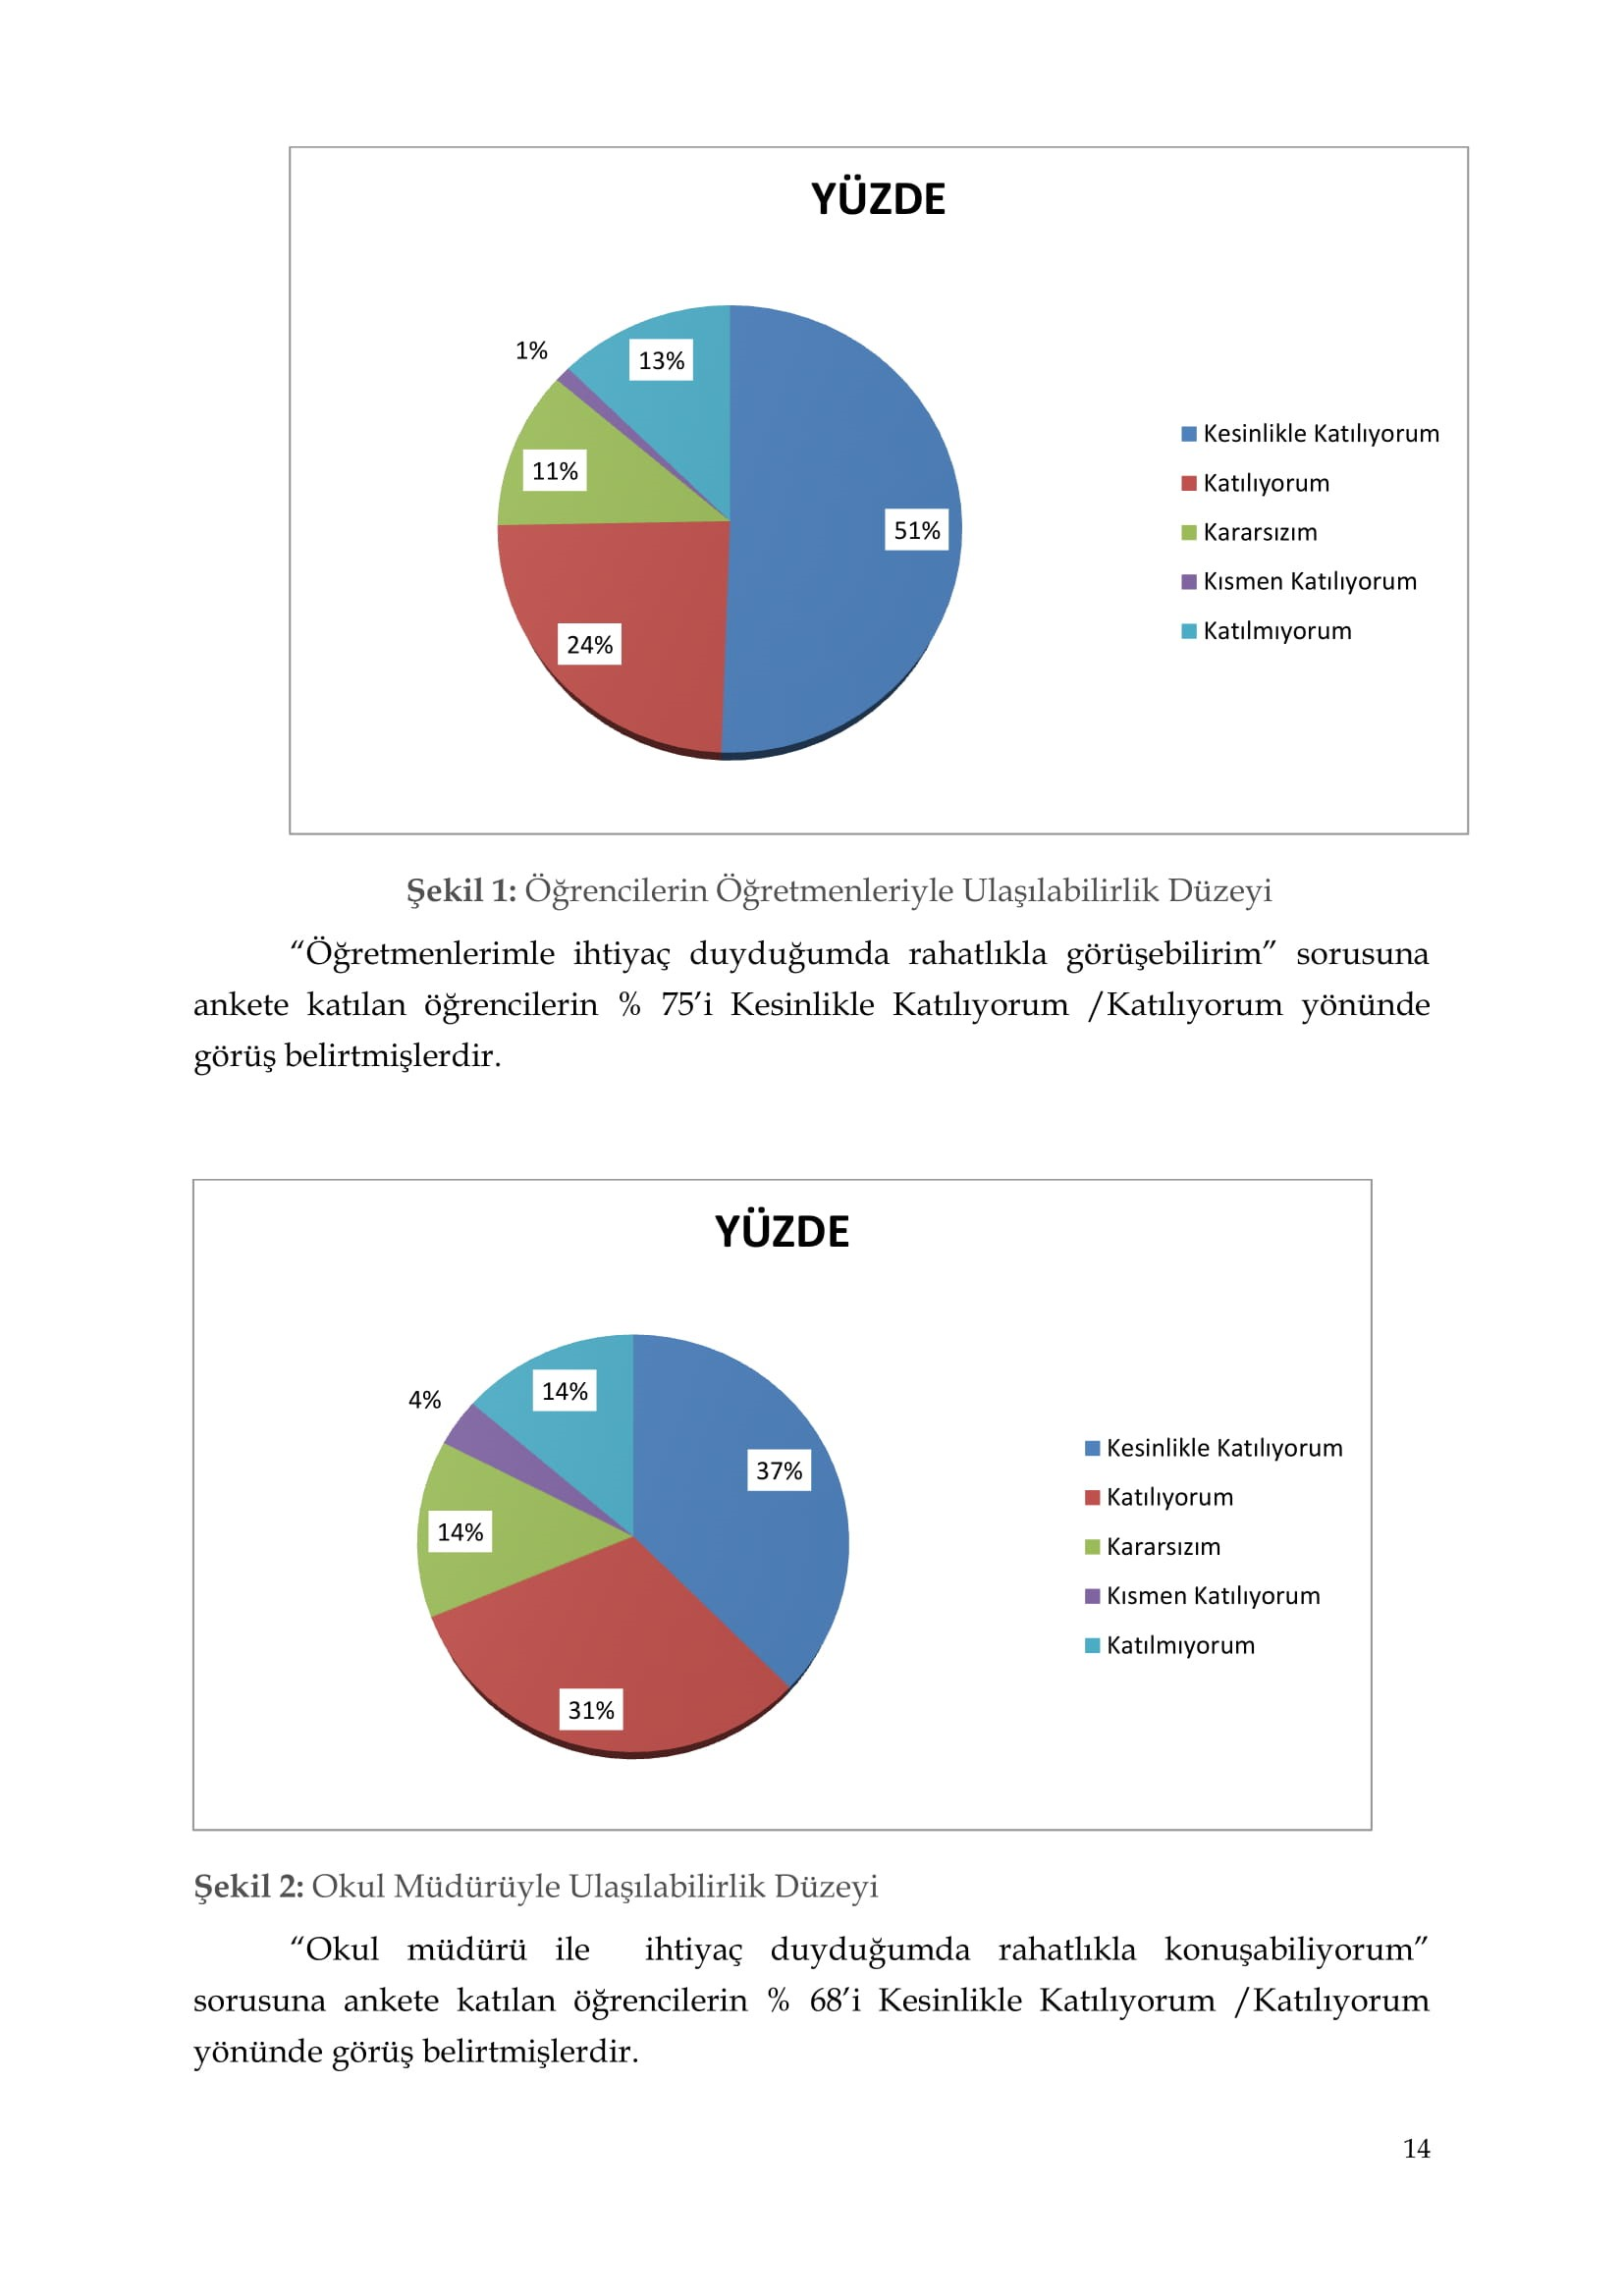 YÜZDE
1%
13%
11%
51%
24%
Kesinlikle Katılıyorum
Katılıyorum
Kararsızım
Kısmen Katılıyorum
Katılmıyorum
Şekil 1: Öğrencilerin Öğretmenleriyle Ulaşılabilirlik Düzeyi
“Öğretmenlerimle ihtiyaç duyduğumda rahatlıkla görüşebilirim” sorusuna
ankete katılan öğrencilerin % 75’i Kesinlikle Katılıyorum /Katılıyorum yönünde
görüş belirtmişlerdir.
YÜZDE
4%
14%
37%
14%
31%
Kesinlikle Katılıyorum
Katılıyorum
Kararsızım
Kısmen Katılıyorum
Katılmıyorum
Şekil 2: Okul Müdürüyle Ulaşılabilirlik Düzeyi
“Okul müdürü ile ihtiyaç duyduğumda rahatlıkla konuşabiliyorum”
sorusuna ankete katılan öğrencilerin % 68’i Kesinlikle Katılıyorum /Katılıyorum
yönünde görüş belirtmişlerdir.
14